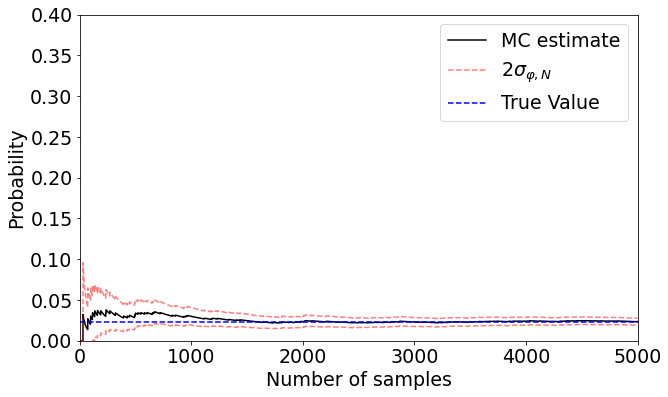 0.40
0.35
0.30
0.25
0.20
0.15
0.10
0.05
0.00
Probability
MC estimate
2σ_{φ,N}
True Value
0 1000 2000 3000 4000 5000
Number of samples